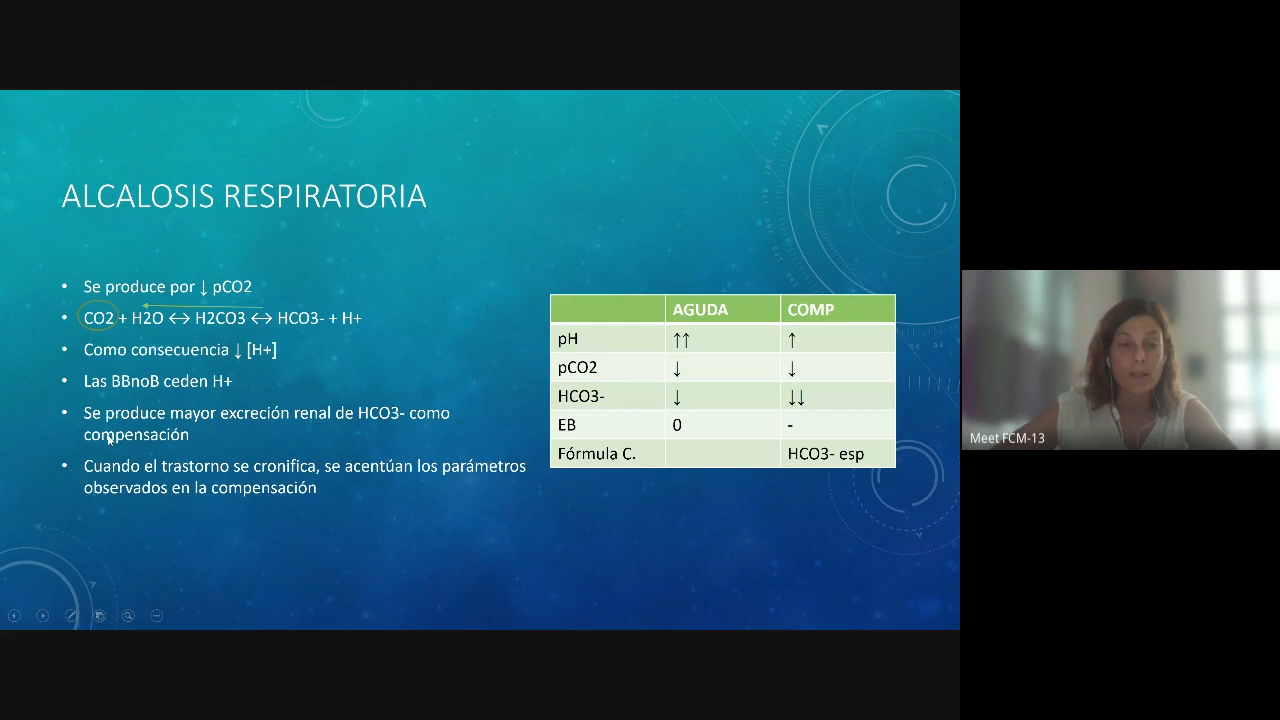 ALCALOSIS RESPIRATORIA
• Se produce por ↓ pCO2
• CO2 + H2O ↔ H2CO3 ↔ HCO3- + H+
• Como consecuencia ↓ [H+]
• Las BBnoB ceden H+
• Se produce mayor excreción renal de HCO3- como
compensación
• Cuando el trastorno se cronifica, se acentúan los parámetros
observados en la compensación
AGUDA COMP
pH ↑↑ ↑
pCO2 ↓ ↓
HCO3- ↓ ↓↓
EB 0 -
Fórmula C. HCO3- esp
Meet FCM-13